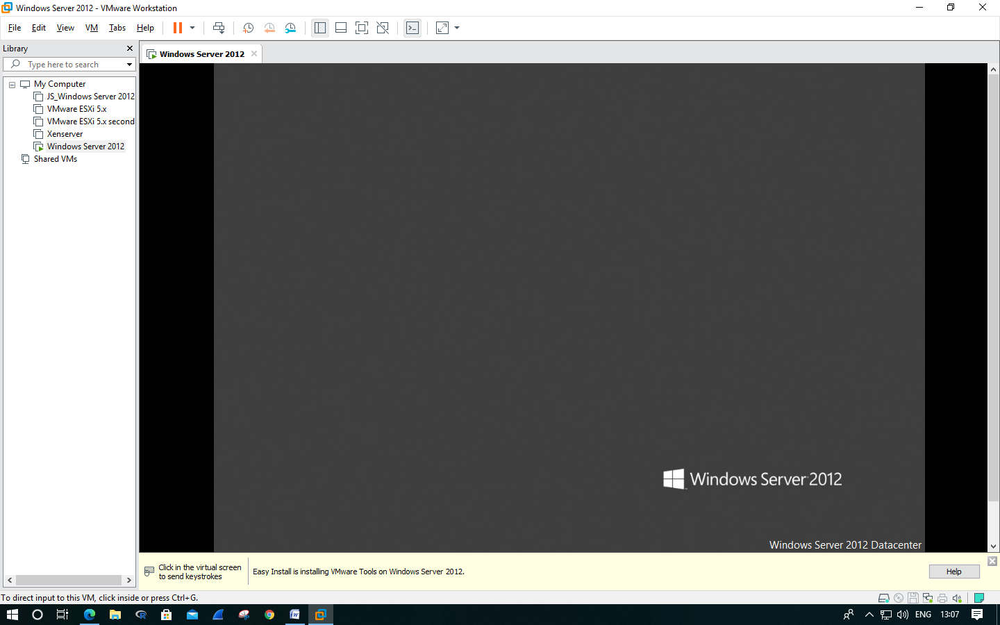 Windows Server 2012 - VMware Workstation
File Edit View VM Tabs Help
Library
Type here to search
My Computer
JS_Windows Server 2012
VMware ESXi 5.x
VMware ESXi 5.x second
Xenserver
Windows Server 2012
Shared VMs
Windows Server 2012
Windows Server 2012
Windows Server 2012 Datacenter
Click in the virtual screen
to send keystrokes
Easy Install is installing VMware Tools on Windows Server 2012.
Help
To direct input to this VM, click inside or press Ctrl+G.
ENG 13:07